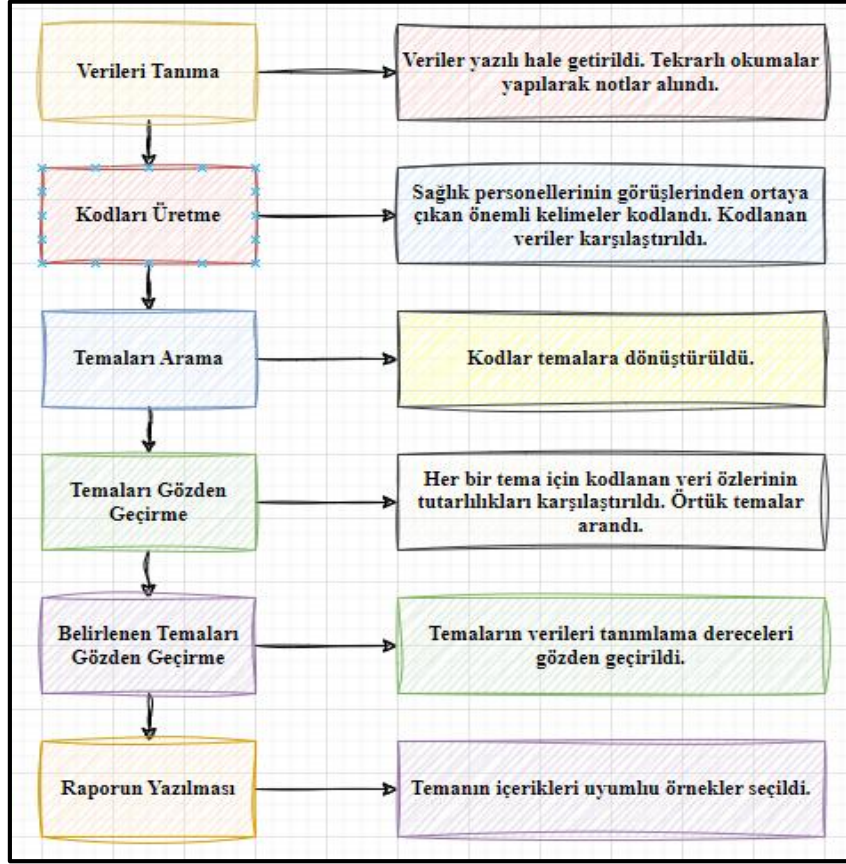 Verileri Tanıma
Veriler yazılı hale getirildi. Tekrarlı okumalar
yapılarak notlar alındı.
Kodları Üretme
Sağlık personellerinin görüşlerinden ortaya
çıkan önemli kelimeler kodlandı. Kodlanan
veriler karşılaştırıldı.
Temaları Arama
Kodlar temalara dönüştürüldü.
Temaları Gözden
Geçirme
Her bir tema için kodlanan veri özlerinin
tutarlılıkları karşılaştırıldı. Örtük temalar
arandı.
Belirlenen Temaları
Gözden Geçirme
Temaların verileri tanımlama dereceleri
gözden geçirildi.
Raporun Yazılması
Temanın içerikleri uyumlu örnekler seçildi.